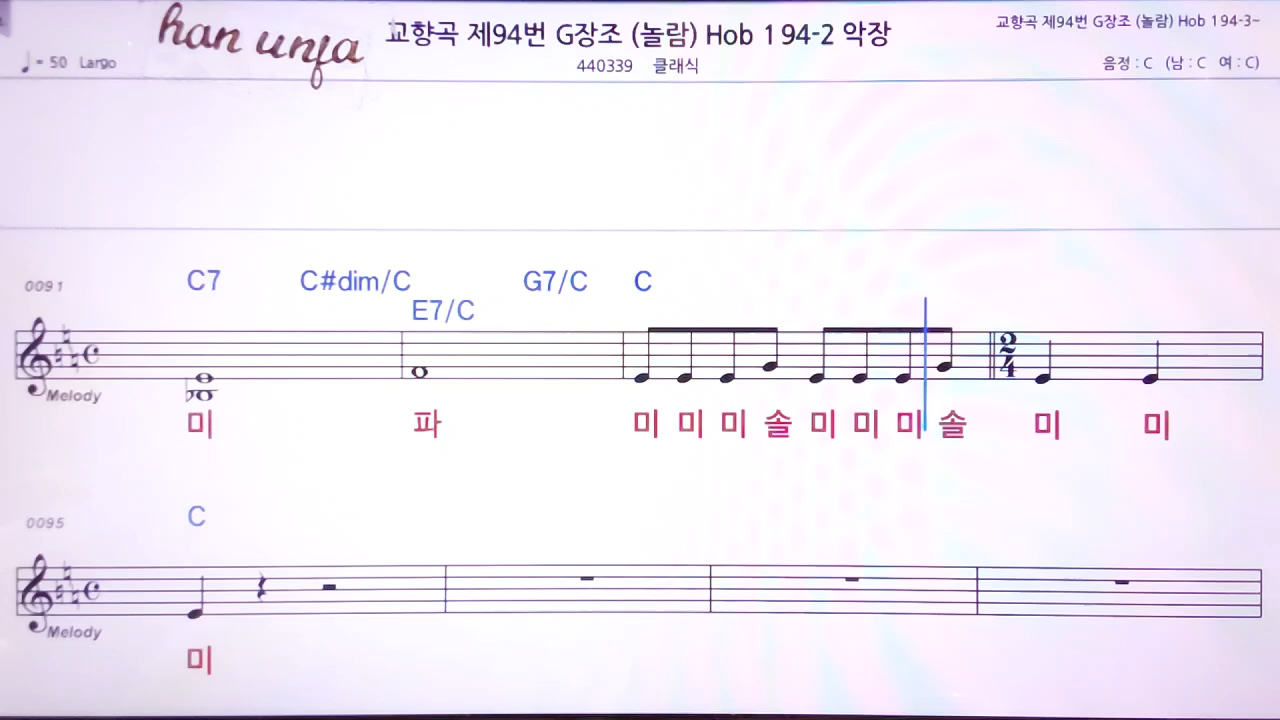 han unfa
교향곡 제94번 G장조 (놀람) Hob 1 94-2 악장
교향곡 제94번 G장조 (놀람) Hob 1 94-3~
♩= 50 Largo
440339 클래식
음정 : C (남 : C 여 : C)
0091 C7 C#dim/C G7/C C
E7/C
2
4
Melody
미 파 미 미 미 솔 미 미 미 솔 미 미
0095 C
Melody
미